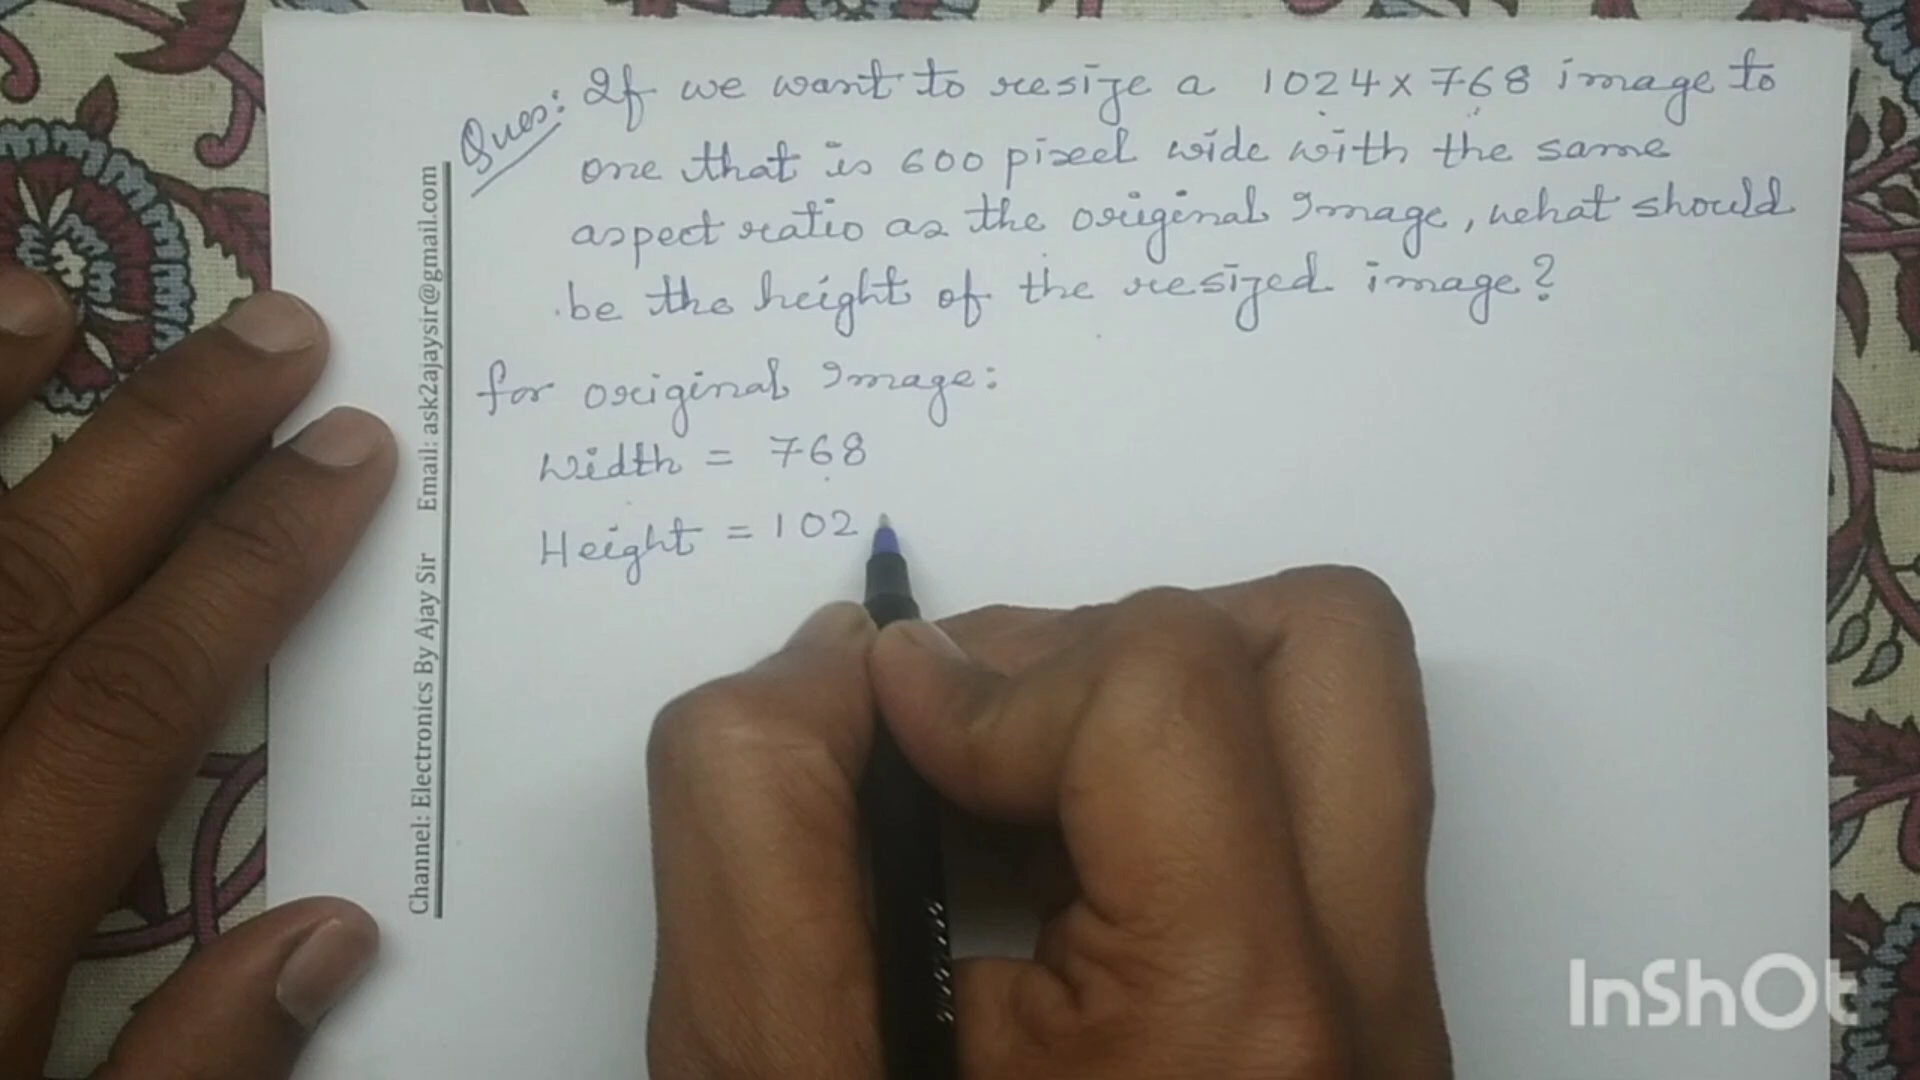 Ques: If we want to resize a 1024 x 768 image to
one that is 600 pixel wide with the same
aspect ratio as the original Image, what should
be the height of the resized image?
for original Image:
Width = 768
Height = 102
Channel: Electronics By Ajay Sir Email: ask2ajaysir@gmail.com
InShOt